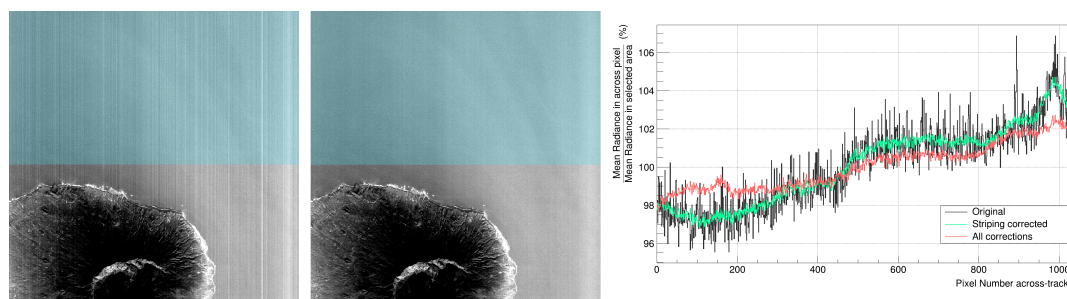 Mean Radiance in across pixel
Mean Radiance in selected area
(%)
106
104
102
100
98
96
Original
Striping corrected
All corrections
0
200
400
600
800
1000
Pixel Number across-track